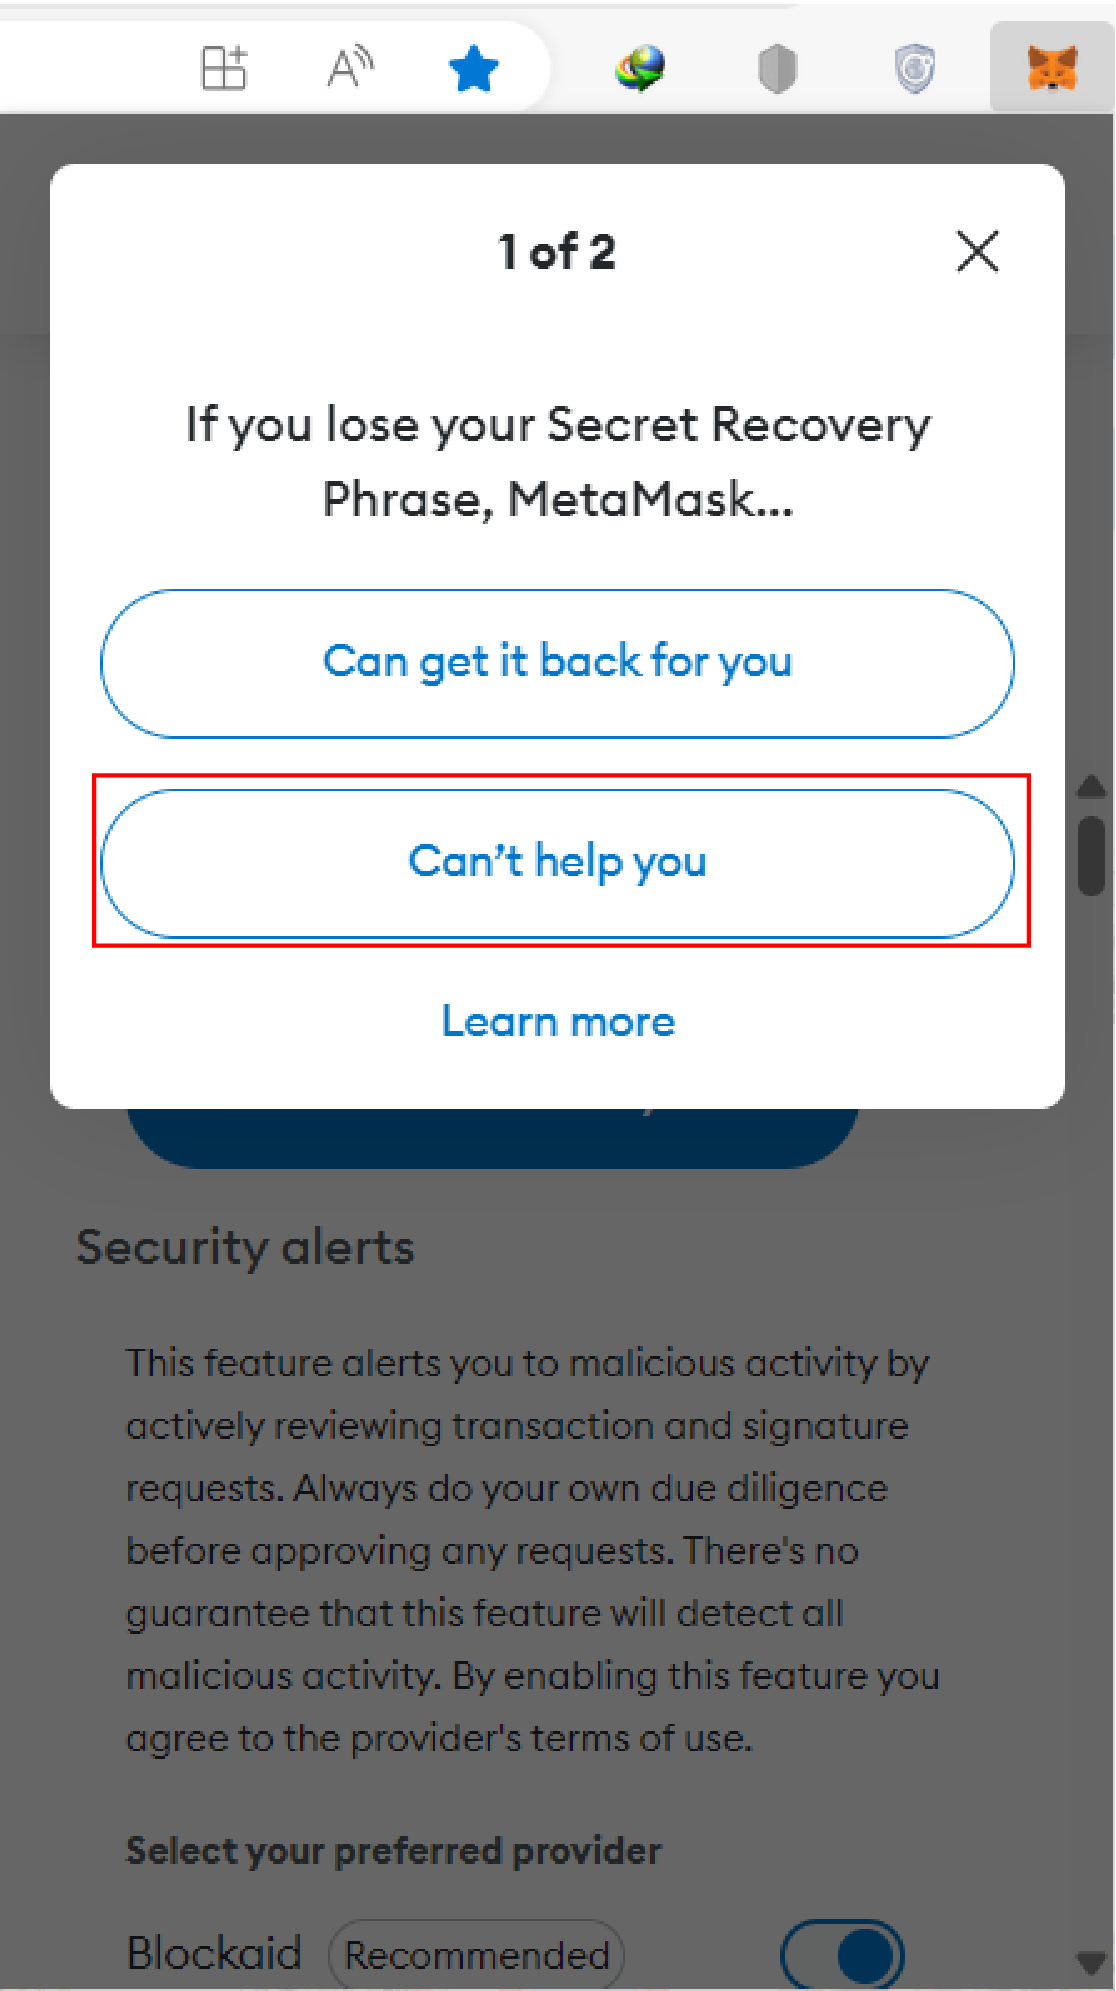 1 of 2
If you lose your Secret Recovery
Phrase, MetaMask...
Can get it back for you
Can't help you
Learn more
Security alerts
This feature alerts you to malicious activity by
actively reviewing transaction and signature
requests. Always do your own due diligence
before approving any requests. There's no
guarantee that this feature will detect all
malicious activity. By enabling this feature you
agree to the provider's terms of use.
Select your preferred provider
Blockaid Recommended